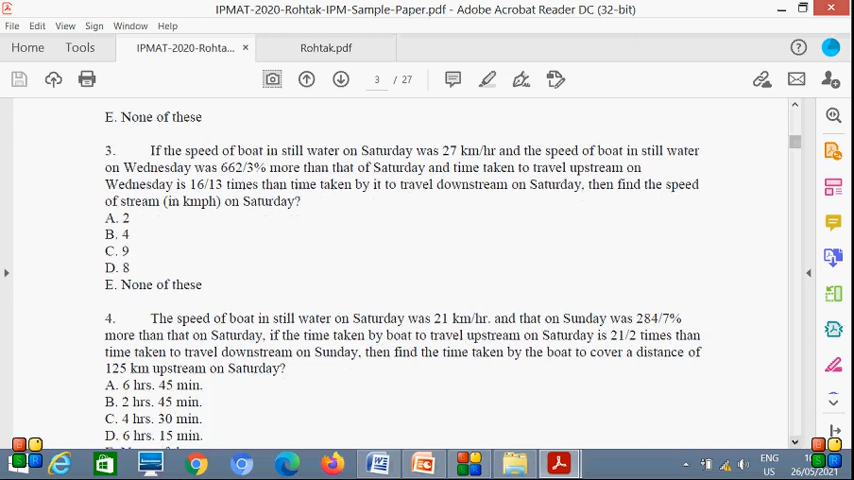 IPMAT-2020-Rohtak-IPM-Sample-Paper.pdf - Adobe Acrobat Reader DC (32-bit)
File Edit View Sign Window Help
Home Tools IPMAT-2020-Rohta... × Rohtak.pdf
3 / 27
E. None of these
3. If the speed of boat in still water on Saturday was 27 km/hr and the speed of boat in still water
on Wednesday was 662/3% more than that of Saturday and time taken to travel upstream on
Wednesday is 16/13 times than time taken by it to travel downstream on Saturday, then find the speed
of stream (in kmph) on Saturday?
A. 2
B. 4
C. 9
D. 8
E. None of these
4. The speed of boat in still water on Saturday was 21 km/hr. and that on Sunday was 284/7%
more than that on Saturday, if the time taken by boat to travel upstream on Saturday is 21/2 times than
time taken to travel downstream on Sunday, then find the time taken by the boat to cover a distance of
125 km upstream on Saturday?
A. 6 hrs. 45 min.
B. 2 hrs. 45 min.
C. 4 hrs. 30 min.
D. 6 hrs. 15 min.
ENG
US
26/05/2021